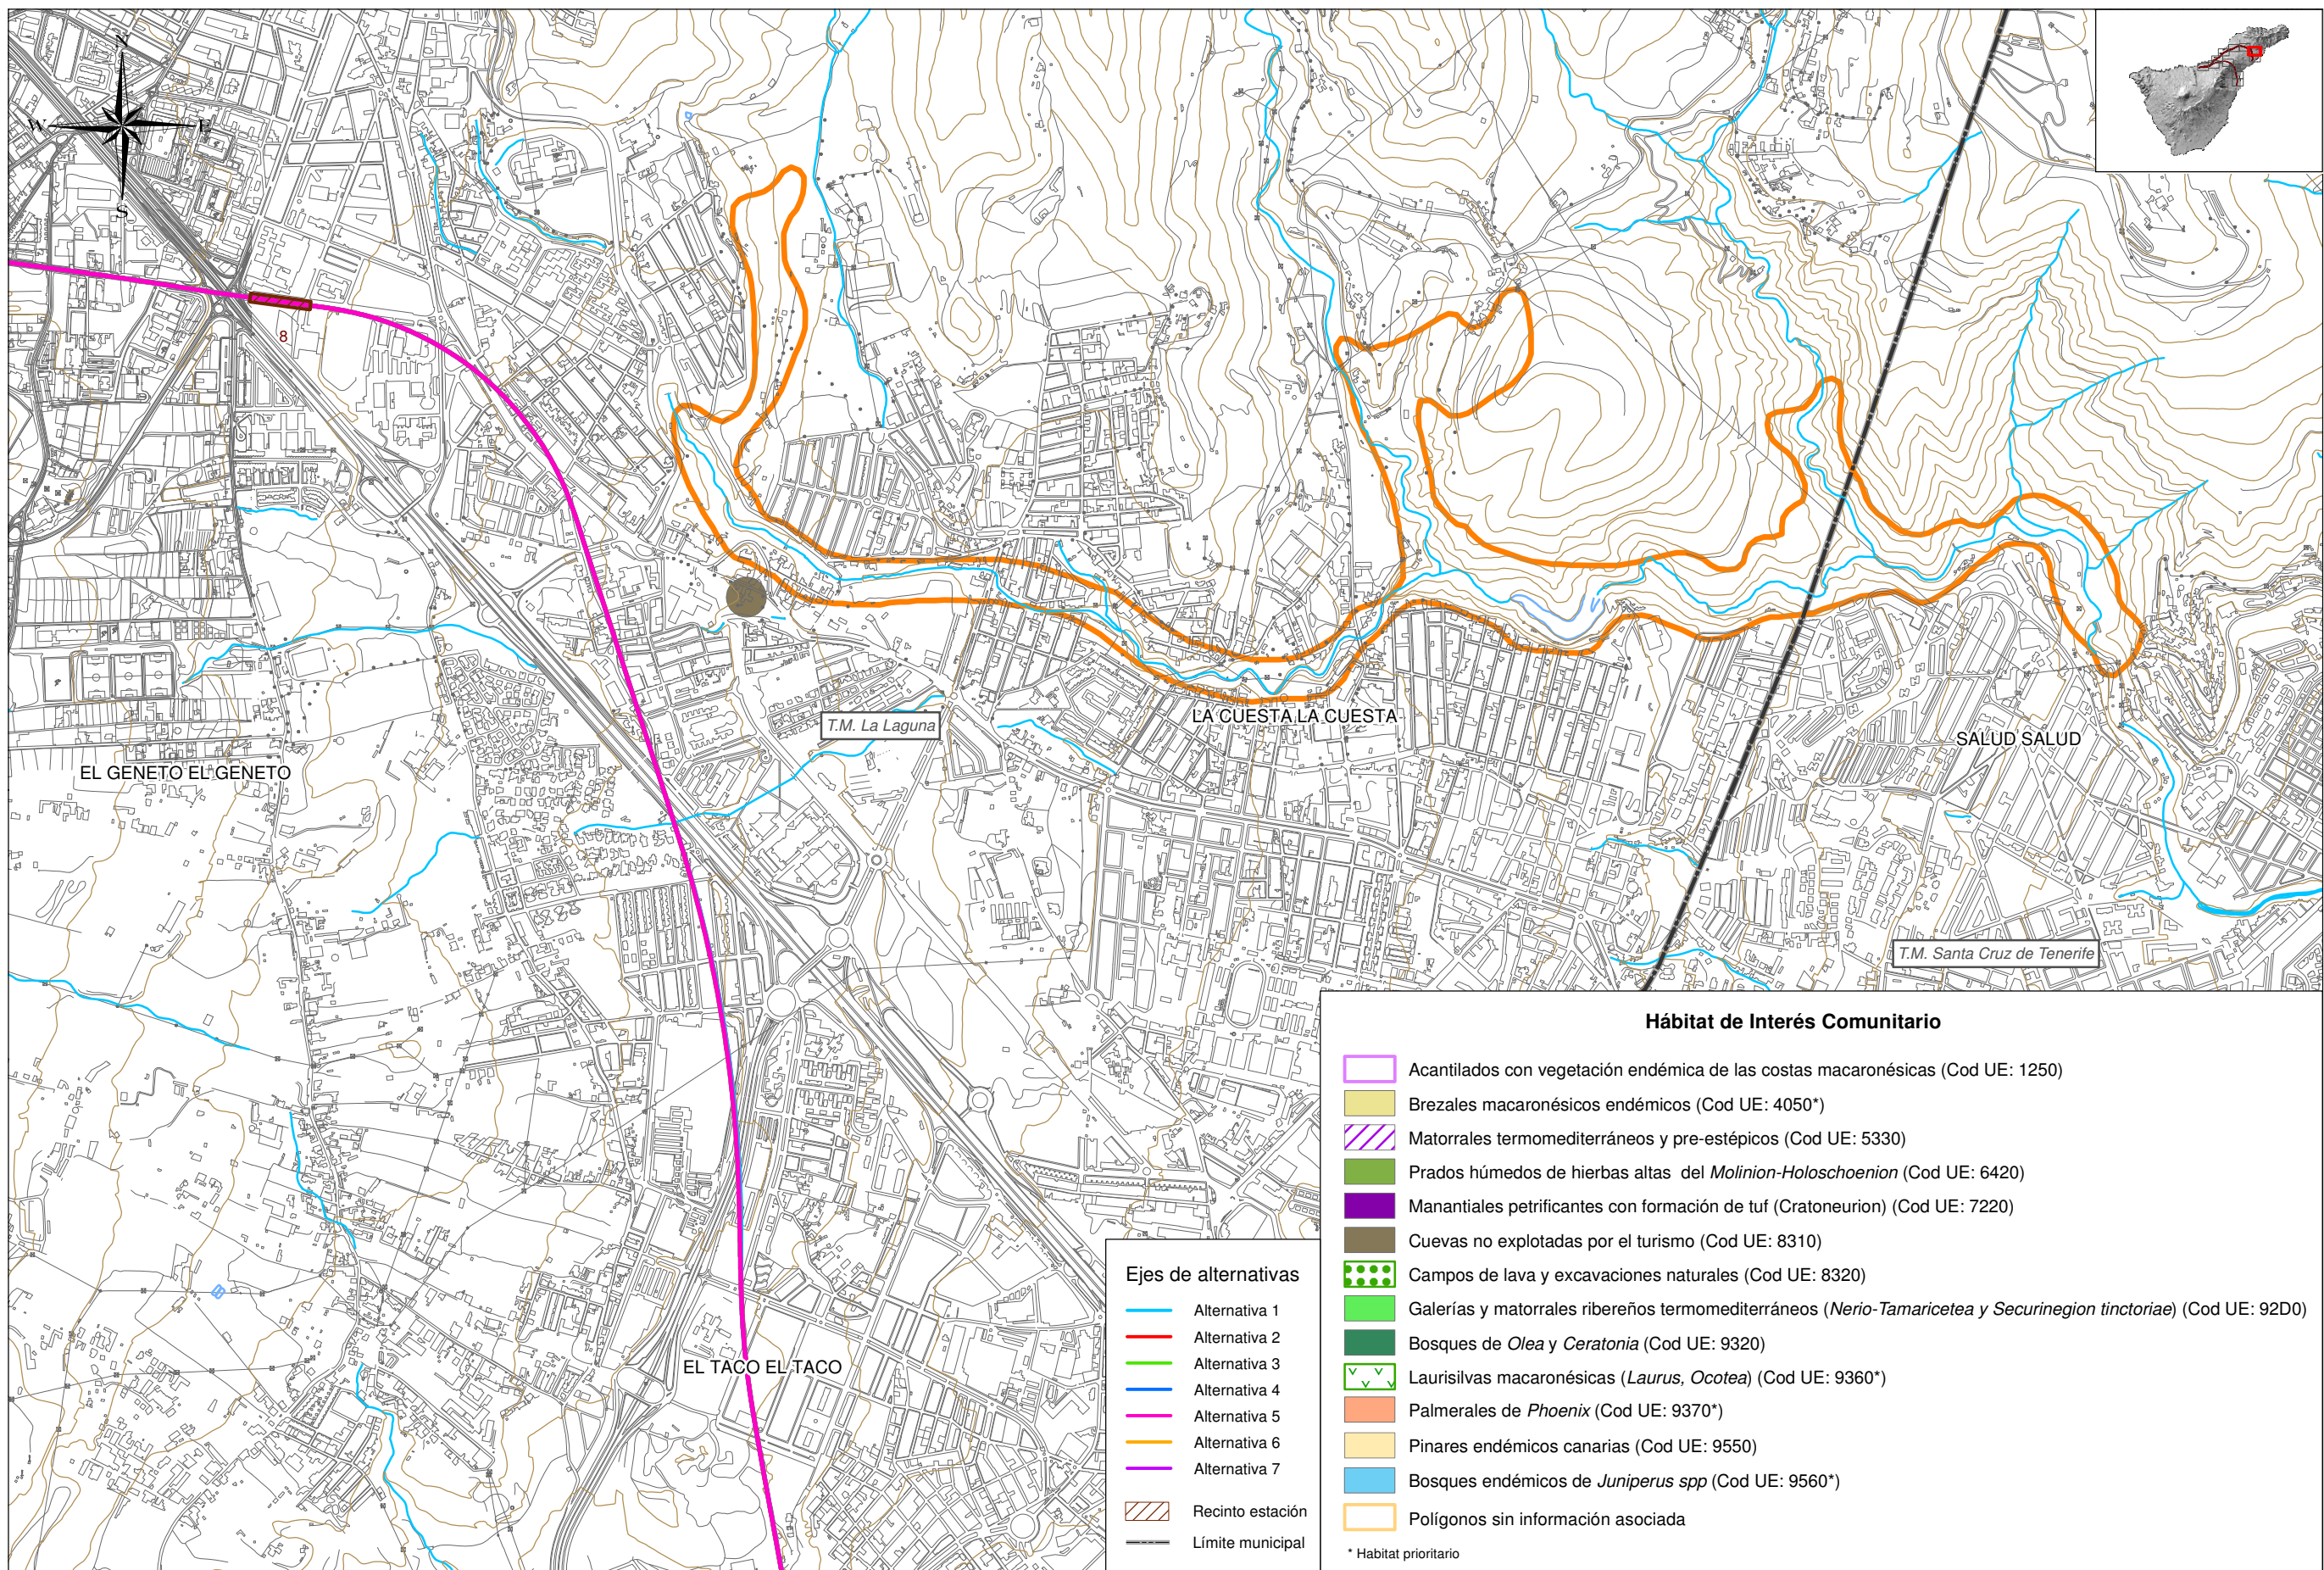 N
W
E
S
8
T.M. La Laguna
LA CUESTA LA CUESTA
SALUD SALUD
EL GENETO EL GENETO
T.M. Santa Cruz de Tenerife
EL TACO EL TACO
Ejes de alternativas
Alternativa 1
Alternativa 2
Alternativa 3
Alternativa 4
Alternativa 5
Alternativa 6
Alternativa 7
Recinto estación
Límite municipal
Hábitat de Interés Comunitario
Acantilados con vegetación endémica de las costas macaronésicas (Cod UE: 1250)
Brezales macaronésicos endémicos (Cod UE: 4050*)
Matorrales termomediterráneos y pre-estépicos (Cod UE: 5330)
Prados húmedos de hierbas altas del Molinion-Holoschoenion (Cod UE: 6420)
Manantiales petrificantes con formación de tuf (Cratoneurion) (Cod UE: 7220)
Cuevas no explotadas por el turismo (Cod UE: 8310)
Campos de lava y excavaciones naturales (Cod UE: 8320)
Galerías y matorrales ribereños termomediterráneos (Nerio-Tamaricetea y Securinegion tinctoriae) (Cod UE: 92D0)
Bosques de Olea y Ceratonia (Cod UE: 9320)
Laurisilvas macaronésicas (Laurus, Ocotea) (Cod UE: 9360*)
Palmerales de Phoenix (Cod UE: 9370*)
Pinares endémicos canarias (Cod UE: 9550)
Bosques endémicos de Juniperus spp (Cod UE: 9560*)
Polígonos sin información asociada
* Habitat prioritario